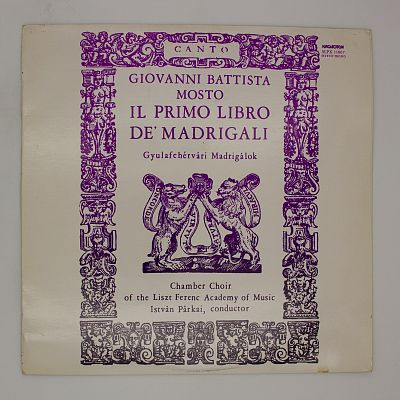 CANTO
HUNGAROTON
GIOVANNI BATTISTA
MOSTO
IL PRIMO LIBRO
DE' MADRIGALI
Gyulafehérvári Madrigálok
Chamber Choir
of the Liszt Ferenc Academy of Music
István Párkai, conductor